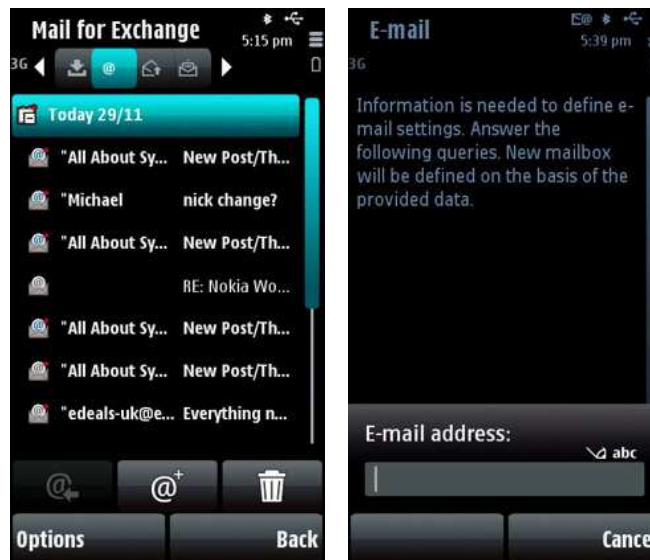 Mail for Exchange
5:15 pm
3G
@
Today 29/11
"All About Sy... New Post/Th...
"Michael nick change?
"All About Sy... New Post/Th...
RE: Nokia Wo...
"All About Sy... New Post/Th...
"All About Sy... New Post/Th...
"edeals-uk@e... Everything n...
@ @+
Options Back
E-mail
5:39 pm
3G
Information is needed to define e-
mail settings. Answer the
following queries. New mailbox
will be defined on the basis of the
provided data.
E-mail address:
abc
Cance